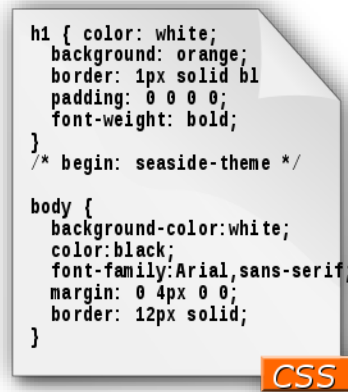 h1 { color: white;
background: orange;
border: 1px solid bl
padding: 0 0 0 0;
font-weight: bold;
}
/* begin: seaside-theme */
body {
background-color:white;
color:black;
font-family:Arial,sans-serif;
margin: 0 4px 0 0;
border: 12px solid;
}
CSS